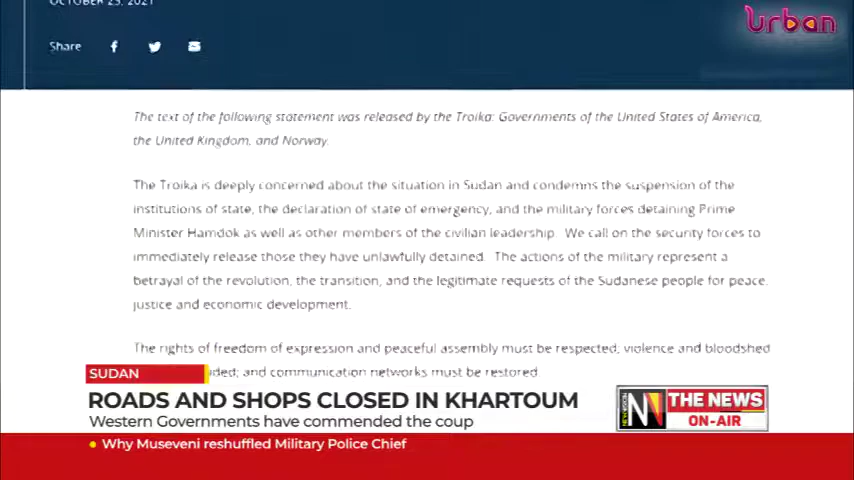 OCTOBER 25, 2021
Urban
Share
The text of the following statement was released by the Troika: Governments of the United States of America,
the United Kingdom, and Norway.
The Troika is deeply concerned about the situation in Sudan and condemns the suspension of the
institutions of state, the declaration of state of emergency, and the military forces detaining Prime
Minister Hamdok as well as other members of the civilian leadership. We call on the security forces to
immediately release those they have unlawfully detained. The actions of the military represent a
betrayal of the revolution, the transition, and the legitimate requests of the Sudanese people for peace,
justice and economic development.
The rights of freedom of expression and peaceful assembly must be respected; violence and bloodshed
and communication networks must be restored.
SUDAN
ROADS AND SHOPS CLOSED IN KHARTOUM
Western Governments have commended the coup
NEW VISION
N
THE NEWS
ON-AIR
Why Museveni reshuffled Military Police Chief